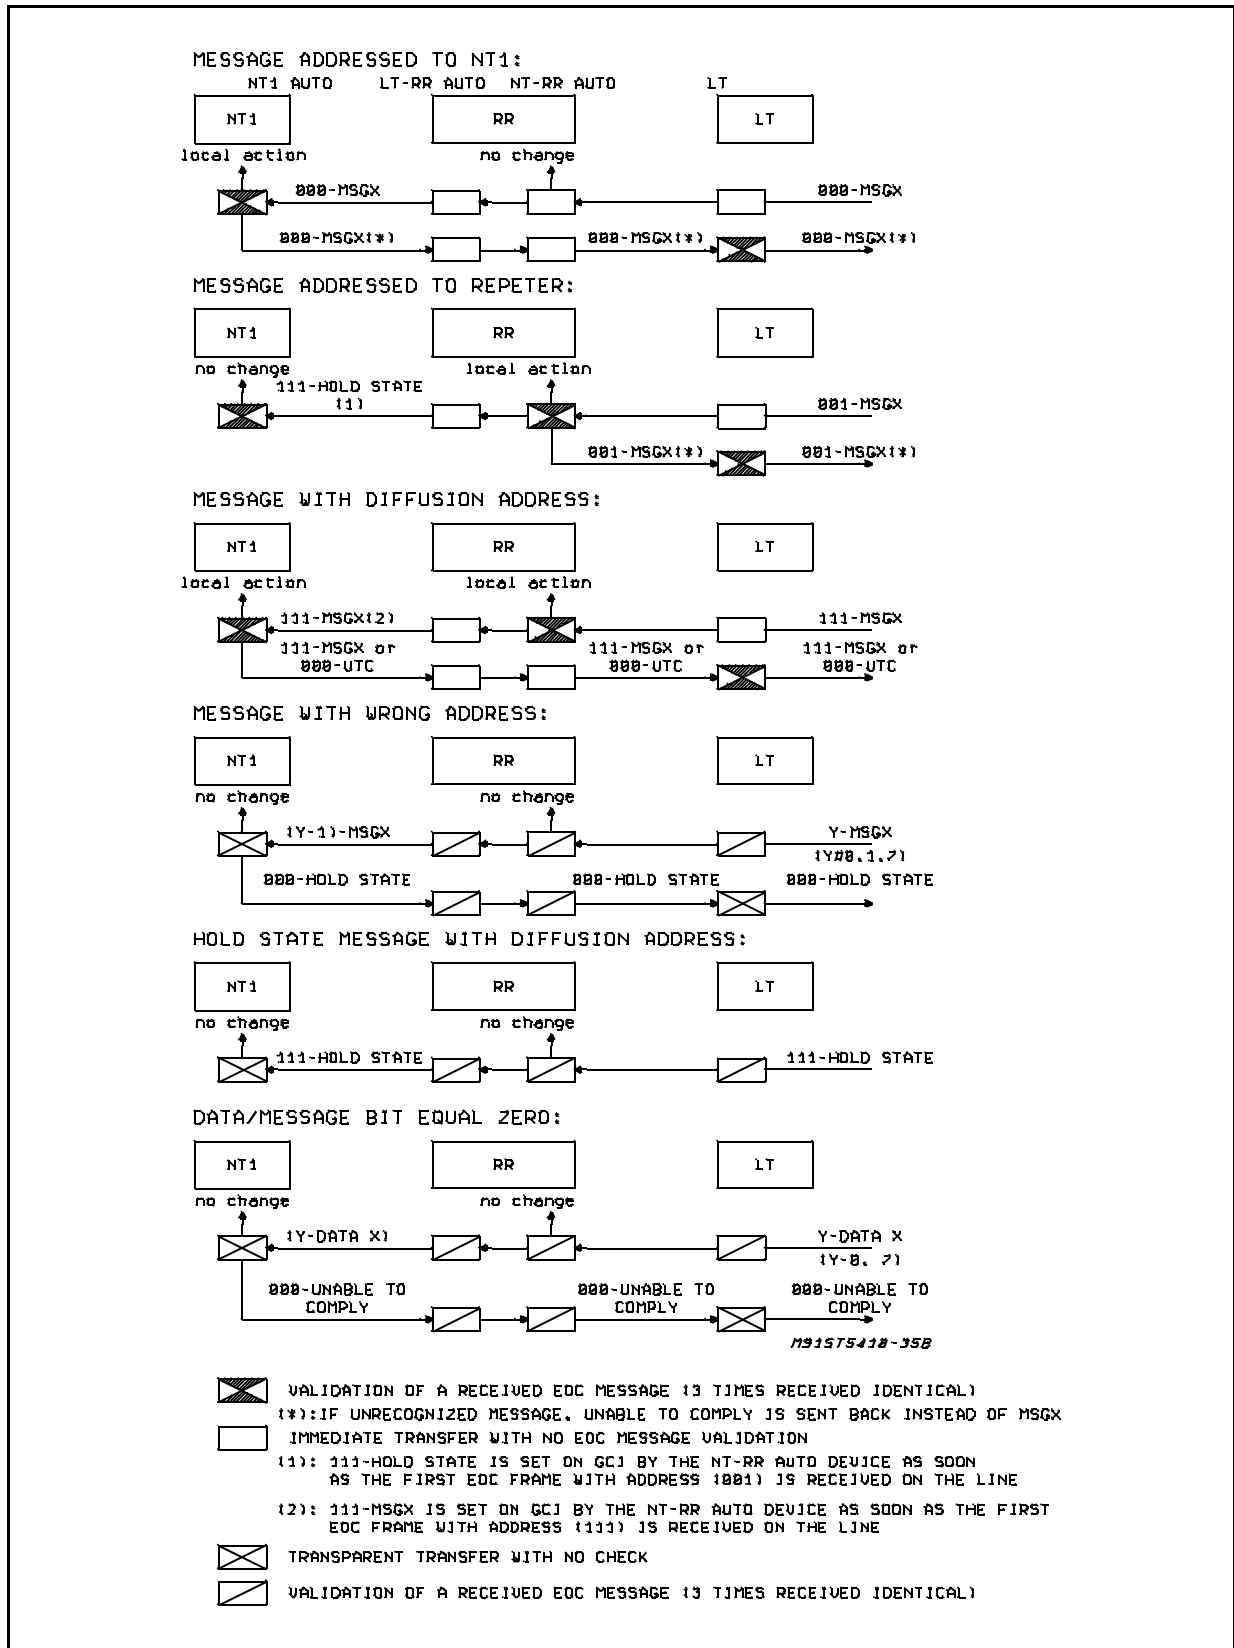 MESSAGE ADDRESSED TO NT1:
NT1 AUTO LT-RR AUTO NT-RR AUTO LT
NT1 RR LT
local action no change
000-MSGX 000-MSGX
000-MSGX(*) 000-MSGX(*) 000-MSGX(*)
MESSAGE ADDRESSED TO REPETER:
NT1 RR LT
no change local action
111-HOLD STATE
(1) 001-MSGX
001-MSGX(*) 001-MSGX(*)
MESSAGE WITH DIFFUSION ADDRESS:
NT1 RR LT
local action local action
111-MSGX(2) 111-MSGX
111-MSGX or 111-MSGX or 111-MSGX or
000-UTC 000-UTC 000-UTC
MESSAGE WITH WRONG ADDRESS:
NT1 RR LT
no change no change
(Y-1)-MSGX Y-MSGX
(Y#0.1.7)
000-HOLD STATE 000-HOLD STATE 000-HOLD STATE
HOLD STATE MESSAGE WITH DIFFUSION ADDRESS:
NT1 RR LT
no change no change
111-HOLD STATE 111-HOLD STATE
DATA/MESSAGE BIT EQUAL ZERO:
NT1 RR LT
no change no change
(Y-DATA X) Y-DATA X
(Y-0. 7)
000-UNABLE TO 000-UNABLE TO 000-UNABLE TO
COMPLY COMPLY COMPLY
M91ST5410-35B
VALIDATION OF A RECEIVED EOC MESSAGE (3 TIMES RECEIVED IDENTICAL)
(*):IF UNRECOGNIZED MESSAGE. UNABLE TO COMPLY IS SENT BACK INSTEAD OF MSGX
IMMEDIATE TRANSFER WITH NO EOC MESSAGE VALIDATION
(1): 111-HOLD STATE IS SET ON GCI BY THE NT-RR AUTO DEVICE AS SOON
AS THE FIRST EOC FRAME WITH ADDRESS (001) IS RECEIVED ON THE LINE
(2): 111-MSGX IS SET ON GCI BY THE NT-RR AUTO DEVICE AS SOON AS THE FIRST
EOC FRAME WITH ADDRESS (111) IS RECEIVED ON THE LINE
TRANSPARENT TRANSFER WITH NO CHECK
VALIDATION OF A RECEIVED EOC MESSAGE (3 TIMES RECEIVED IDENTICAL)